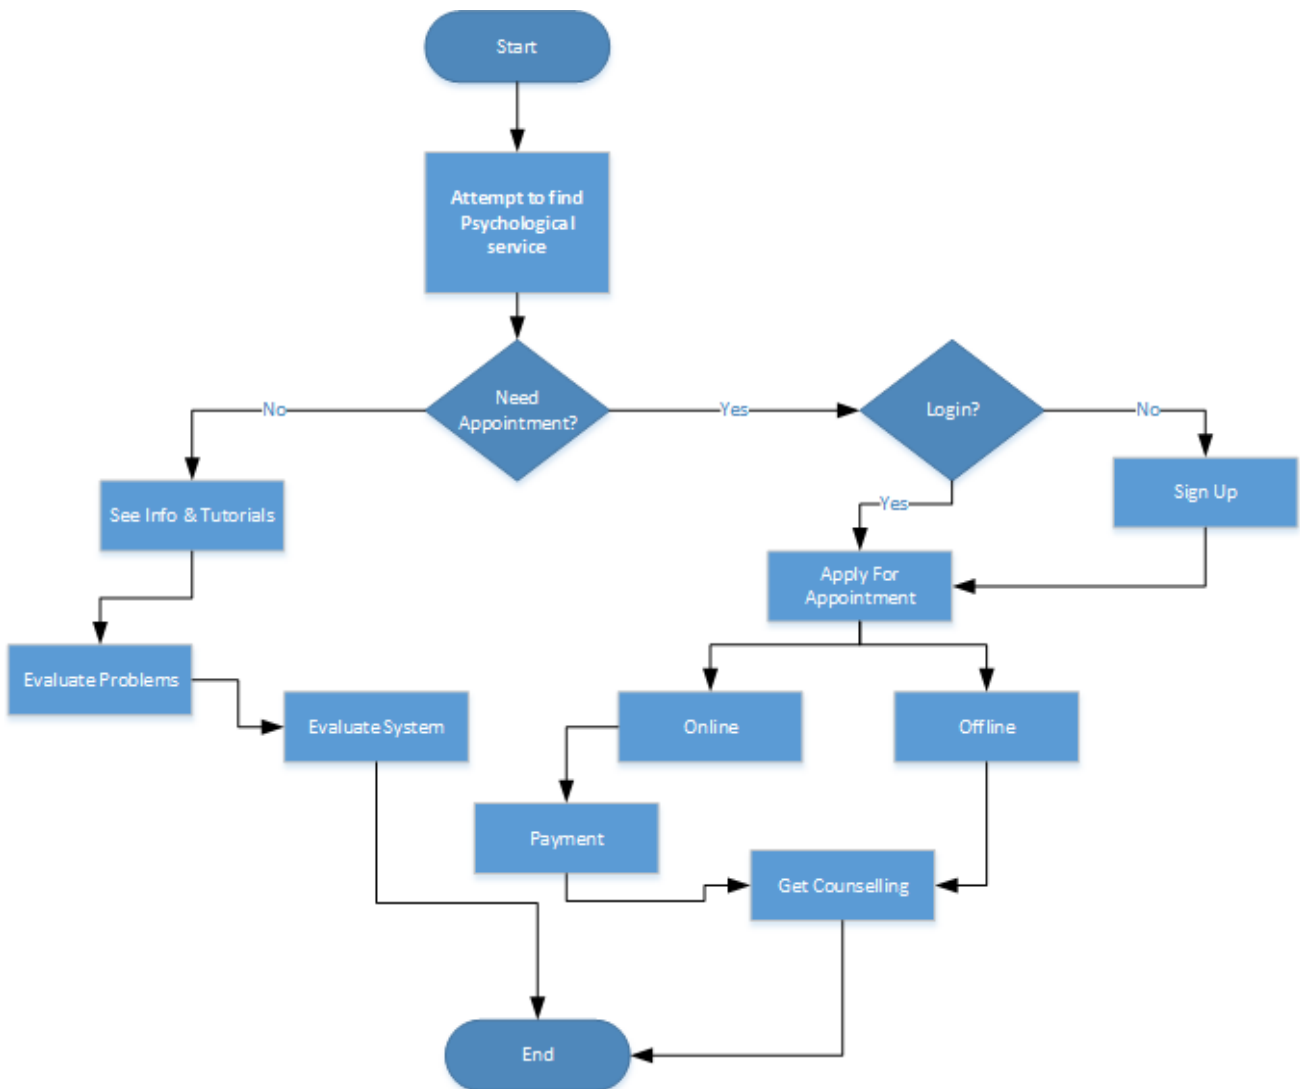 Start
Attempt to find
Psychological
service
Need
Appointment?
No
Yes
Login?
No
Sign Up
See Info & Tutorials
Yes
Apply For
Appointment
Evaluate Problems
Evaluate System
Online
Offline
Payment
Get Counselling
End